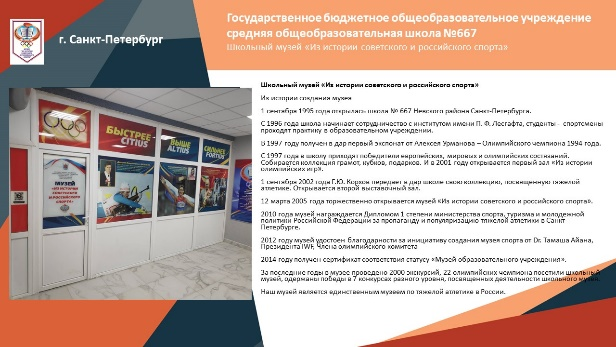 г. Санкт-Петербург
Государственное бюджетное общеобразовательное учреждение
средняя общеобразовательная школа №667
Школьный музей «Из истории советского и российского спорта»
БЫСТРЕЕ-
CITIUS
ВЫШЕ
ALTIUS
СИЛЬНЕЕ
FORTIUS
МУЗЕЙ
«ИЗ ИСТОРИИ
СОВЕТСКОГО
И РОССИЙСКОГО
СПОРТА»
Школьный музей «Из истории советского и российского спорта»
Из истории создания музея
1 сентября 1995 года открылась школа № 667 Невского района Санкт-Петербурга.
С 1996 года школа начинает сотрудничество с институтом имени П. Ф. Лесгафта, студенты - спортсмены
проходят практику в образовательном учреждении.
В 1997 году получен в дар первый экспонат от Алексея Урманова – Олимпийского чемпиона 1994 года.
С 1997 года в школу приходят победители европейских, мировых и олимпийских состязаний.
Собирается коллекция грамот, кубков, подарков. И в 2001 году открывается первый зал «Из истории
олимпийских игр».
1 сентября 2002 года Г.Ю. Корхов передает в дар школе свою коллекцию, посвященную тяжелой
атлетике. Открывается второй выставочный зал.
12 марта 2005 года торжественно открывается музей «Из истории советского и российского спорта».
2010 года музей награждается Дипломом 1 степени министерства спорта, туризма и молодежной
политики Российской Федерации за пропаганду и популяризацию тяжелой атлетики в Санкт
Петербурге.
2012 году музей удостоен благодарности за инициативу создания музея спорта от Dr. Тамаша Айана,
Президента IWF, Члена олимпийского комитета
2014 году получен сертификат соответствия статусу «Музей образовательного учреждения».
За последние годы в музее проведено 2000 экскурсий, 22 олимпийских чемпиона посетили школьный
музей, одержаны победы в 7 конкурсах разного уровня, посвященных деятельности школьного музея.
Наш музей является единственным музеем по тяжелой атлетике в России.